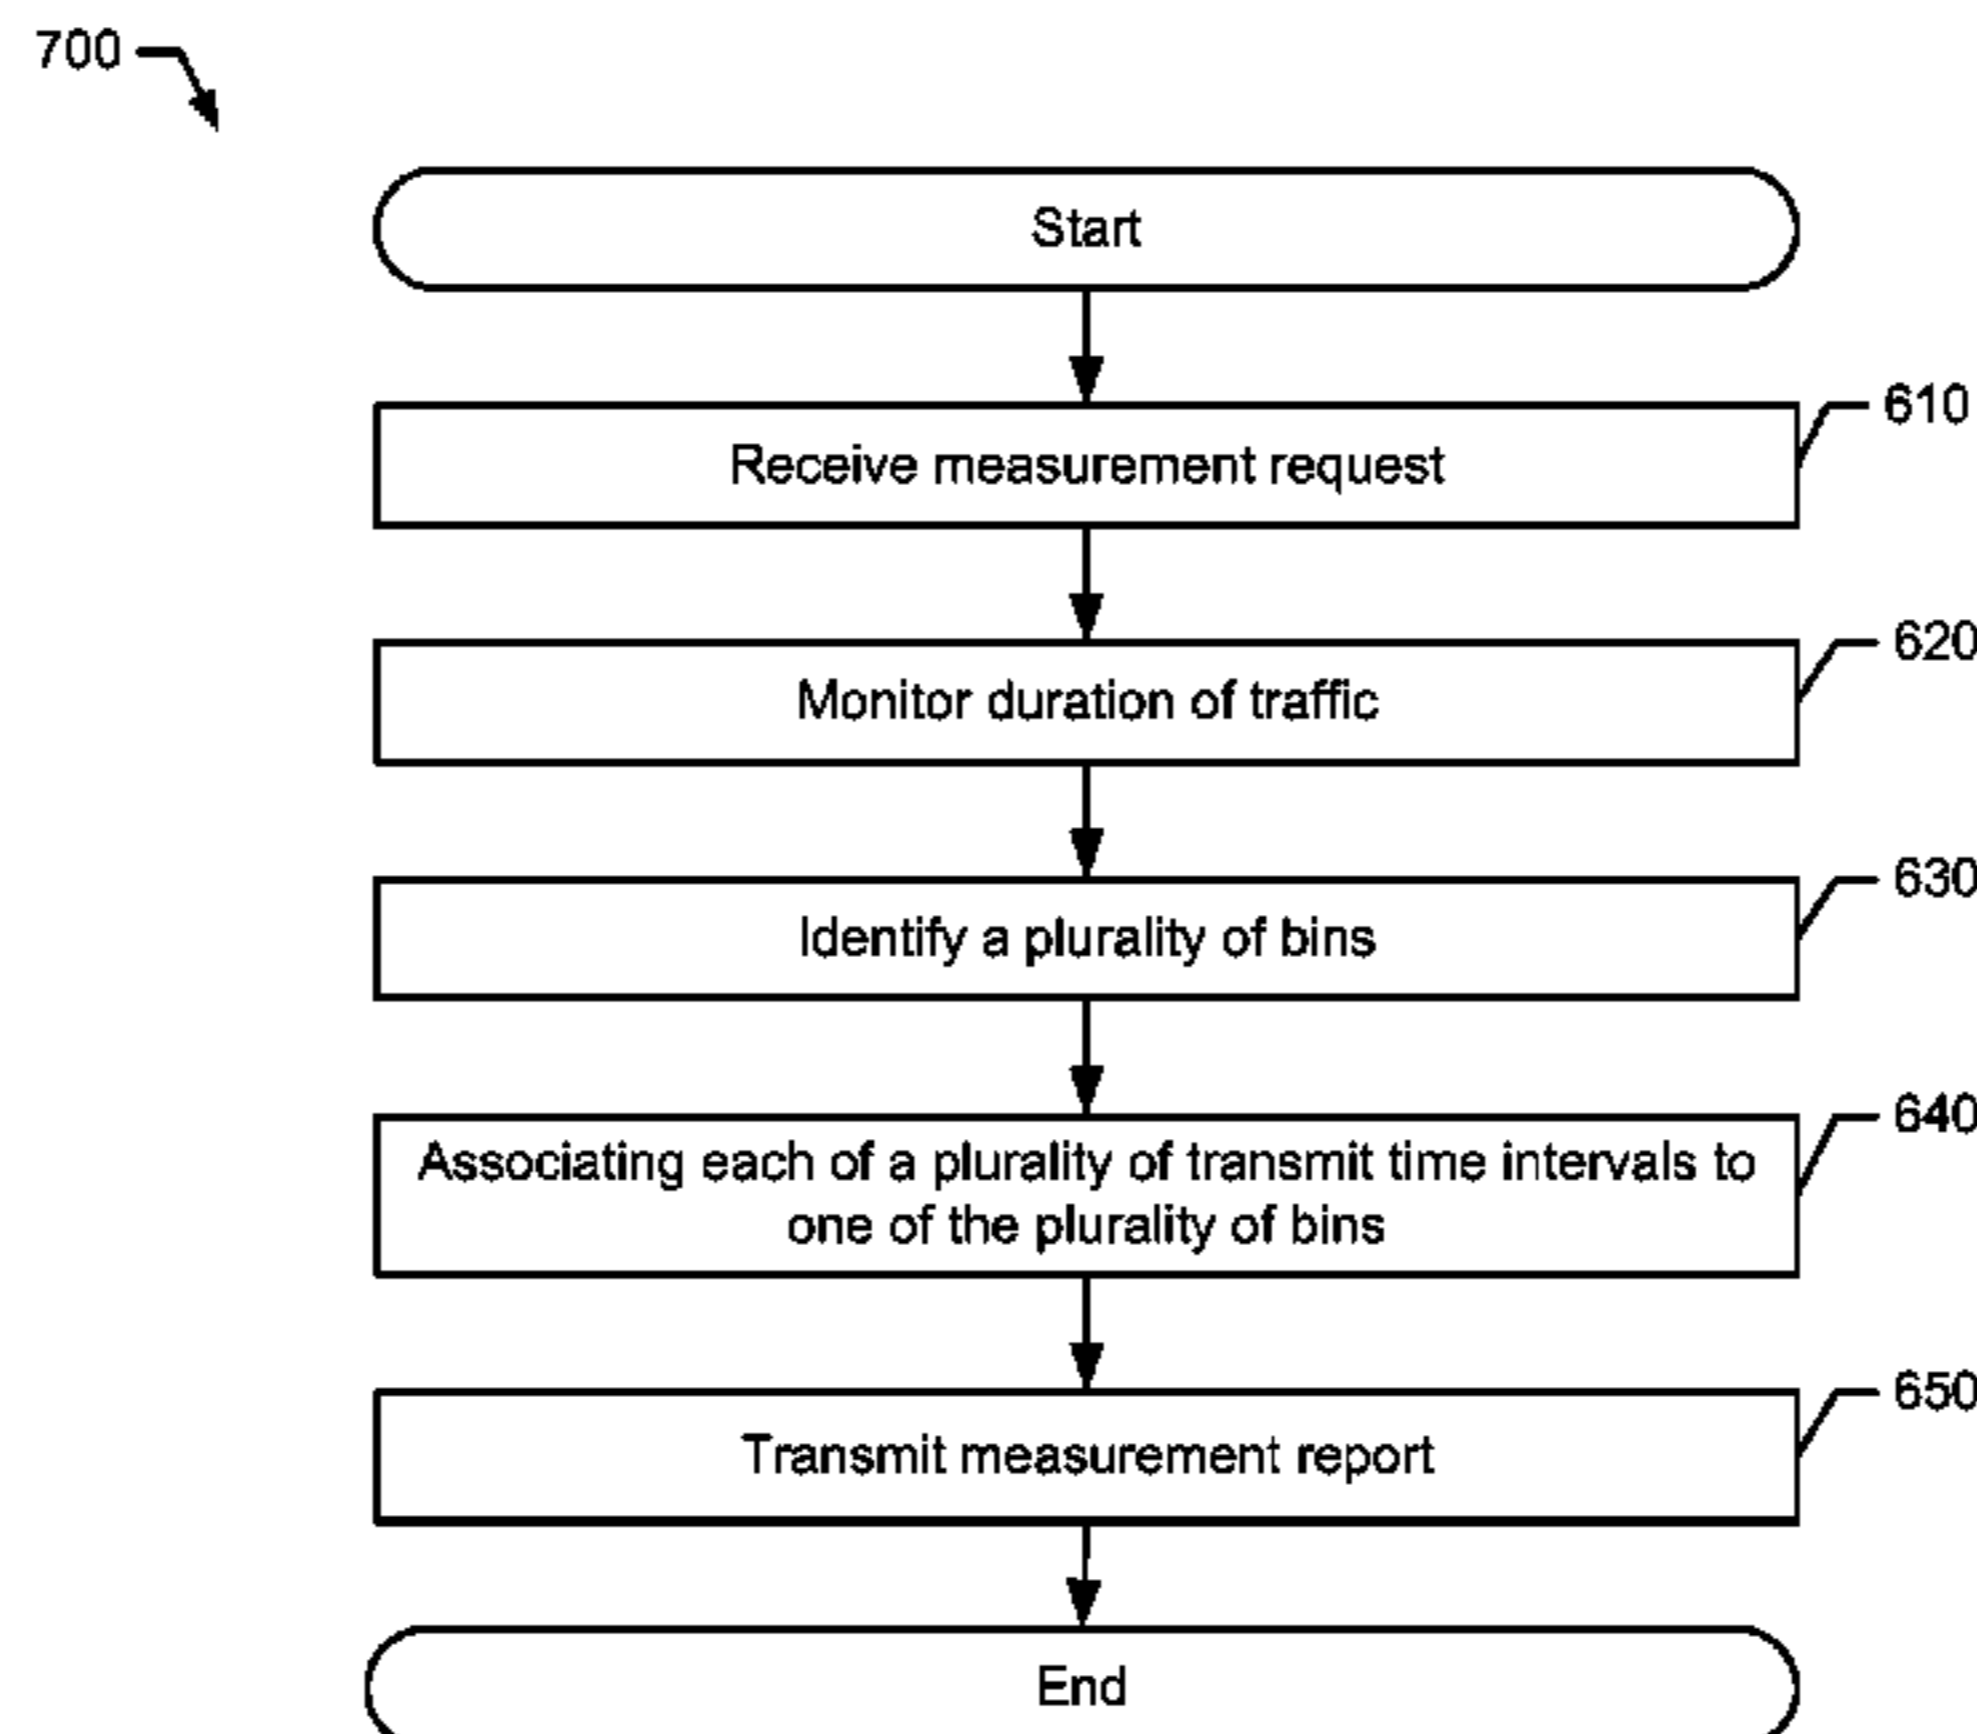 700
Start
610
Receive measurement request
620
Monitor duration of traffic
630
Identify a plurality of bins
640
Associating each of a plurality of transmit time intervals to
one of the plurality of bins
650
Transmit measurement report
End